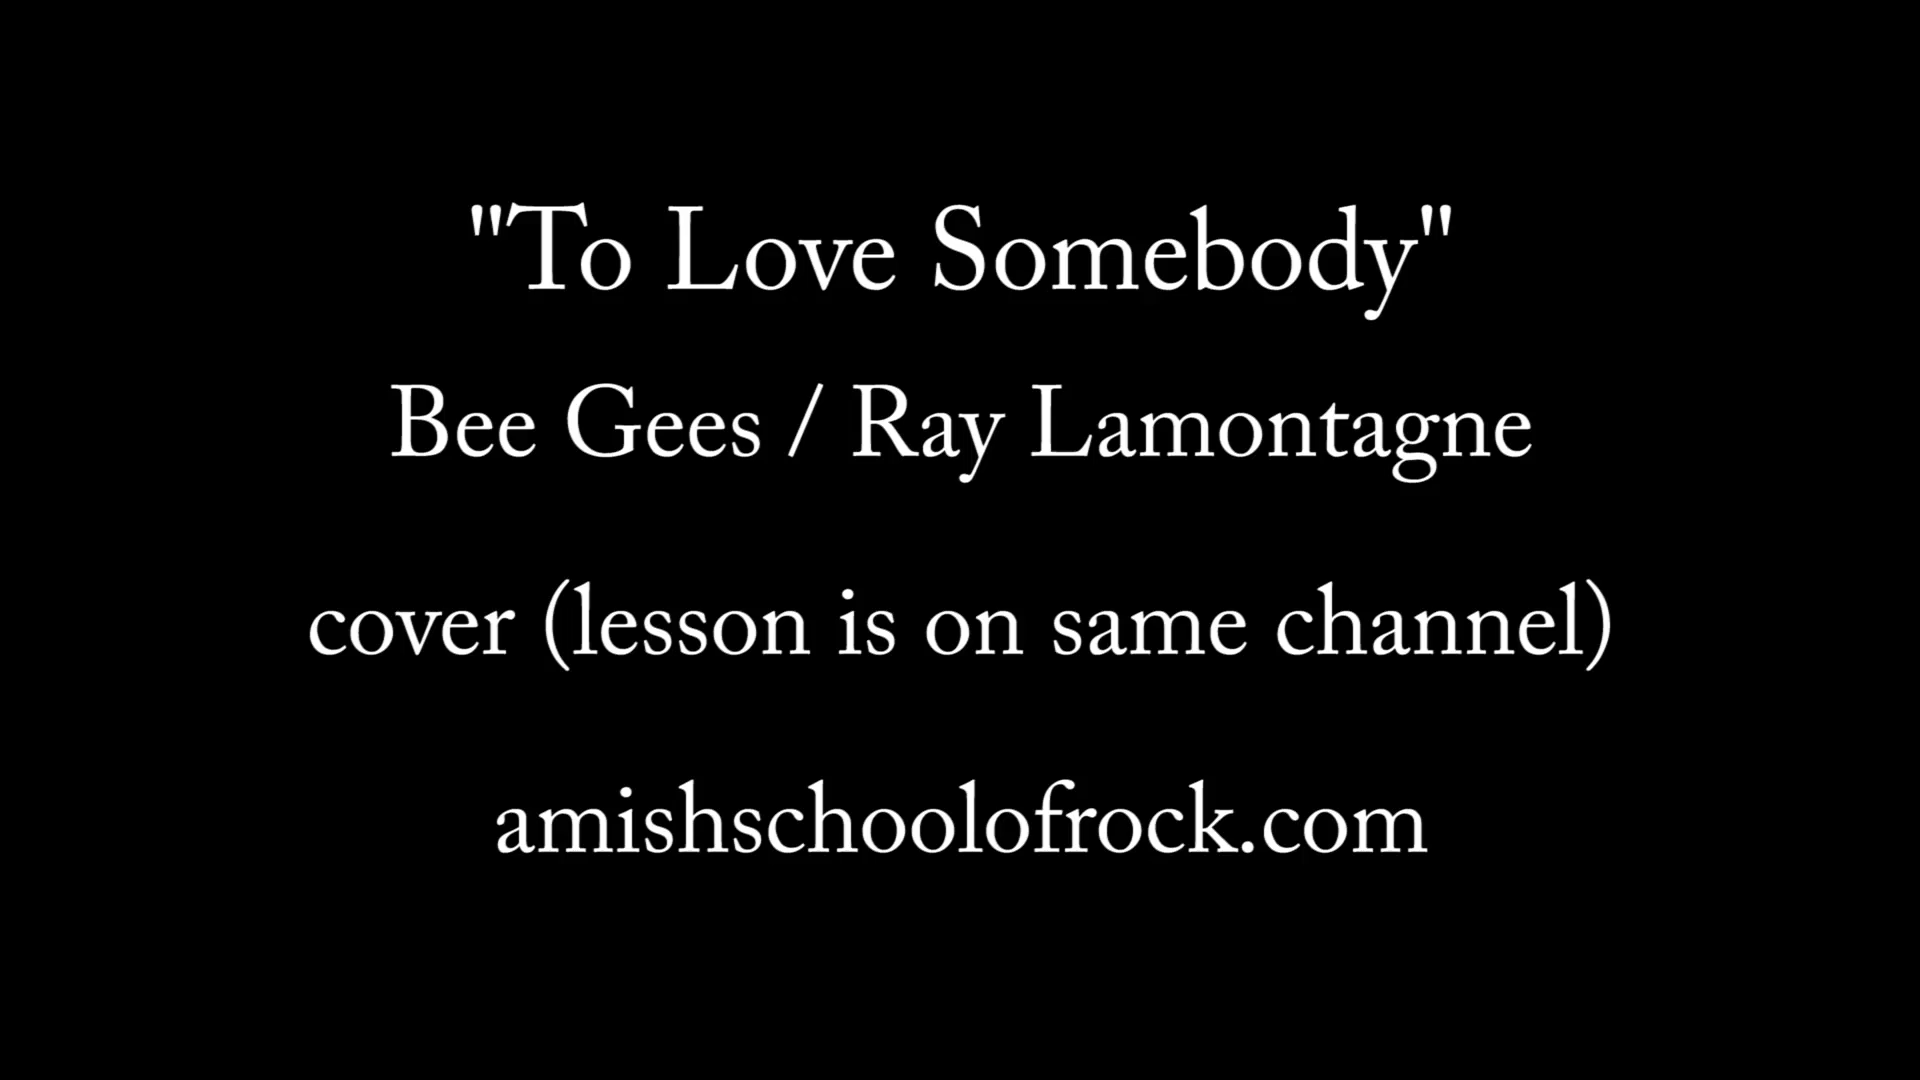 "To Love Somebody"
Bee Gees / Ray Lamontagne
cover (lesson is on same channel)
amishschoolofrock.com